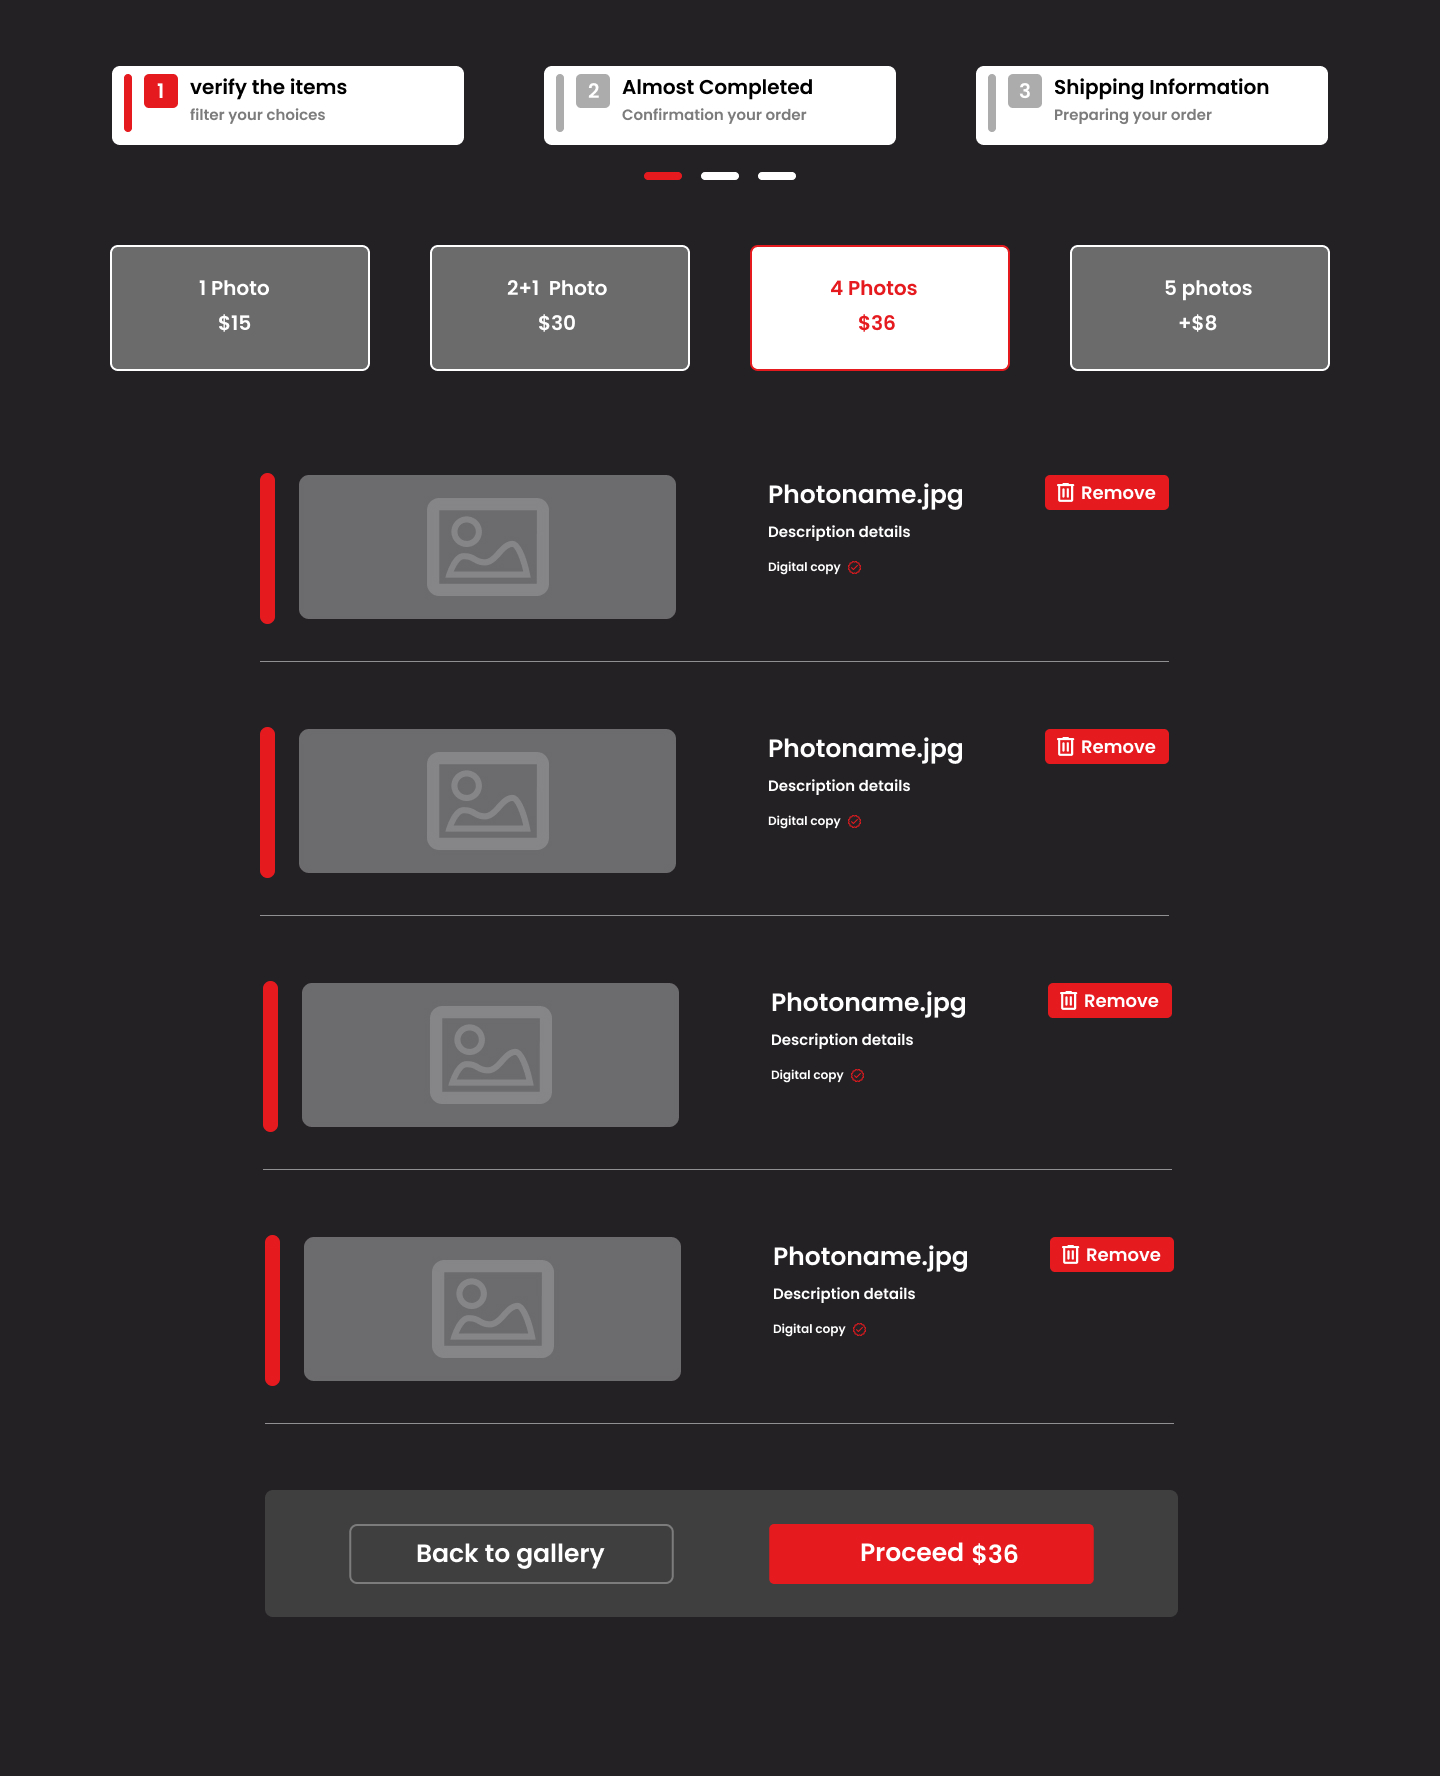 1 verify the items
filter your choices
2 Almost Completed
Confirmation your order
3 Shipping Information
Preparing your order
1 Photo
$15
2+1 Photo
$30
4 Photos
$36
5 photos
+$8
Photoname.jpg
Remove
Description details
Digital copy
Photoname.jpg
Remove
Description details
Digital copy
Photoname.jpg
Remove
Description details
Digital copy
Photoname.jpg
Remove
Description details
Digital copy
Back to gallery
Proceed $36